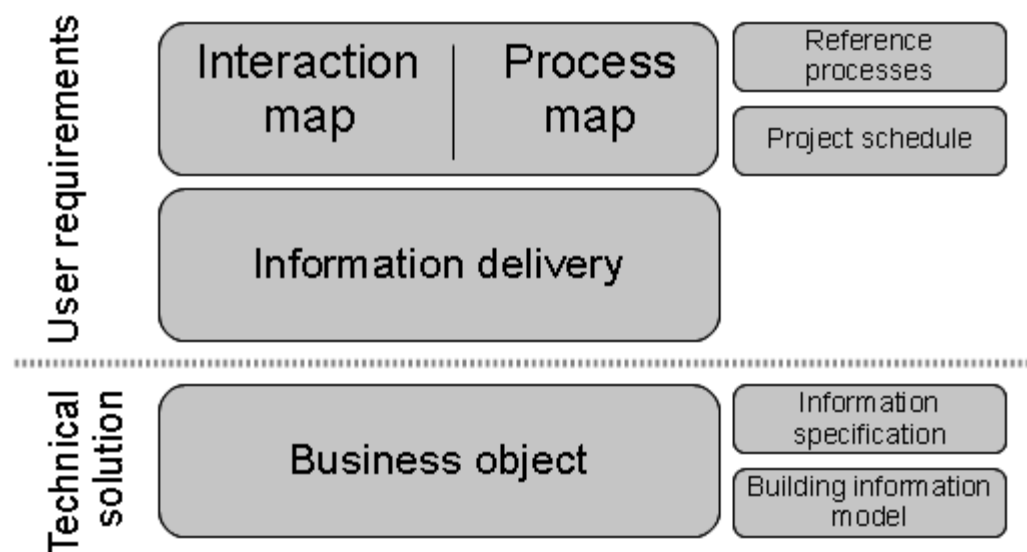 User requirements
Interaction
map
Process
map
Reference
processes
Project schedule
Information delivery
Technical
solution
Business object
Information
specification
Building information
model